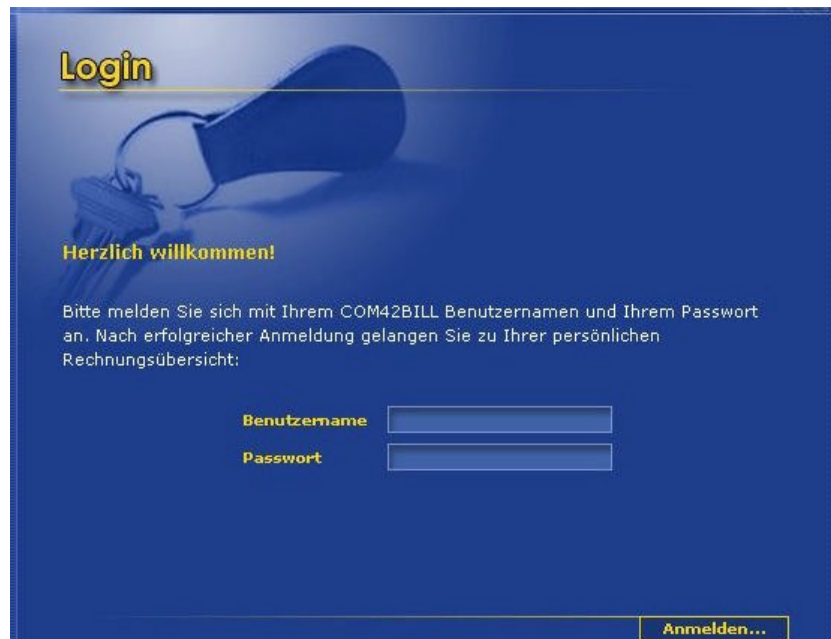 Login
Herzlich willkommen!
Bitte melden Sie sich mit Ihrem COM42BILL Benutzernamen und Ihrem Passwort
an. Nach erfolgreicher Anmeldung gelangen Sie zu Ihrer persönlichen
Rechnungsübersicht:
Benutzername
Passwort
Anmelden...